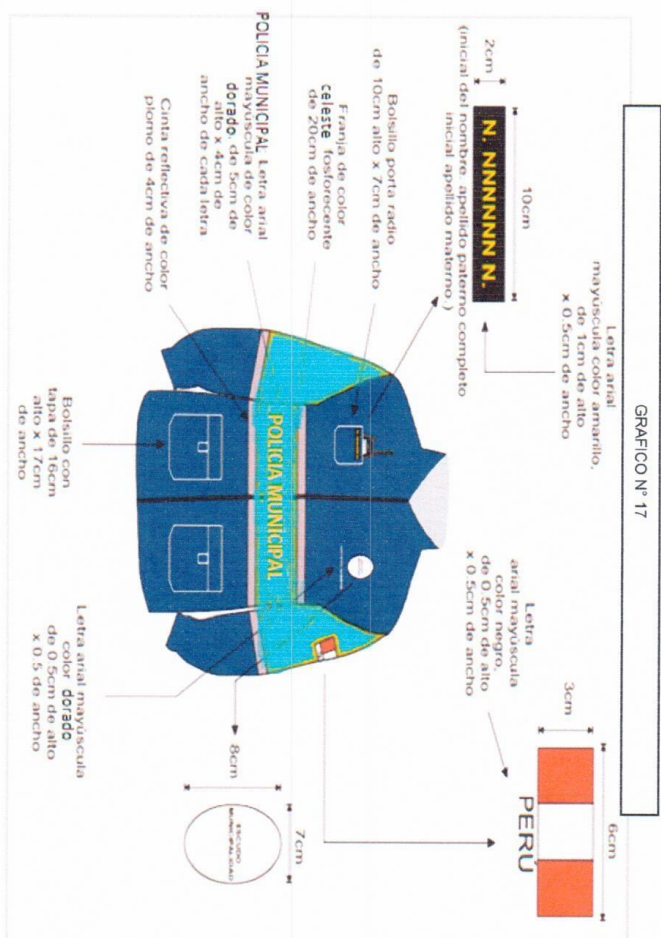 GRAFICO N° 17
2cm
10cm
N. NNNNNN N.
(inicial del nombre, apellido paterno completo
inicial apellido materno.)
Letra arial
mayúscula color amarillo,
de 1cm de alto
x 0.5cm de ancho
Letra
arial mayúscula
color negro,
de 0.5cm de alto
x 0.5cm de ancho
3cm
6cm
PERÚ
Bolsillo porta radio
de 10cm alto x 7cm de ancho
Franja de color
celeste fosforecente
de 20cm de ancho
POLICIA MUNICIPAL Letra arial
mayúscula de color
dorado, de 5cm de
alto x 4cm de
ancho de cada letra
Cinta reflectiva de color
plomo de 4cm de ancho
POLICIA MUNICIPAL
Bolsillo con
tapa de 16cm
alto x 17cm
de ancho
Letra arial mayúscula
color dorado
de 0.5cm de alto
x 0.5 de ancho
8cm
7cm
ESCUDO
MUNICIPALIDAD